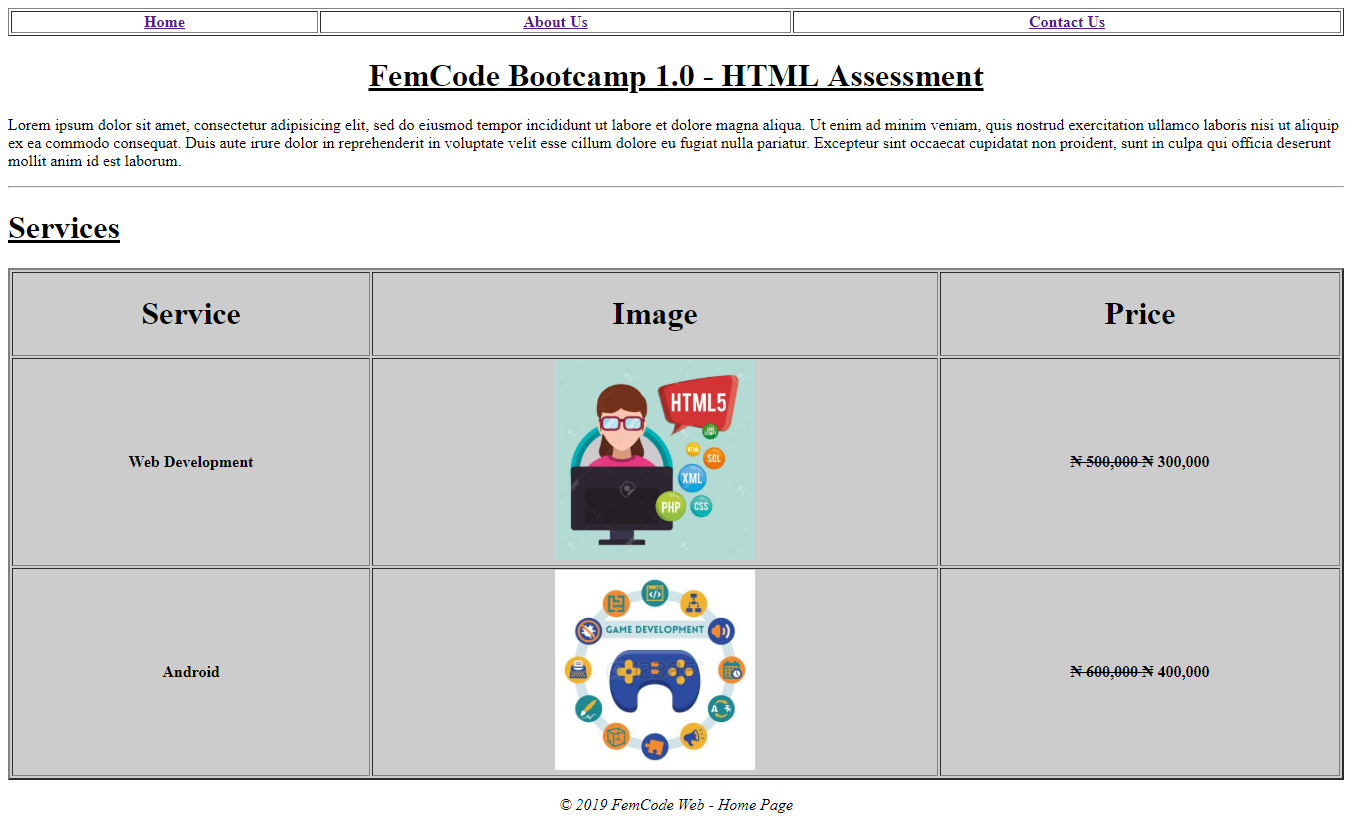 Home About Us Contact Us
FemCode Bootcamp 1.0 - HTML Assessment
Lorem ipsum dolor sit amet, consectetur adipisicing elit, sed do eiusmod tempor incididunt ut labore et dolore magna aliqua. Ut enim ad minim veniam, quis nostrud exercitation ullamco laboris nisi ut aliquip
ex ea commodo consequat. Duis aute irure dolor in reprehenderit in voluptate velit esse cillum dolore eu fugiat nulla pariatur. Excepteur sint occaecat cupidatat non proident, sunt in culpa qui officia deserunt
mollit anim id est laborum.
Services
Service Image Price
HTML5
SQL
XML
PHP CSS
Web Development ₦ 500,000 ₦ 300,000
GAME DEVELOPMENT
Android ₦ 600,000 ₦ 400,000
© 2019 FemCode Web - Home Page